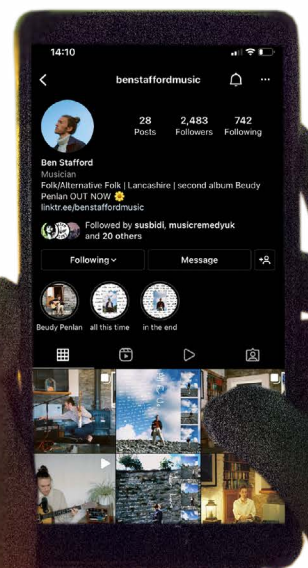 14:10
benstaffordmusic
28 2,483 742
Posts Followers Following
Ben Stafford
Musician
Folk/Alternative Folk | Lancashire | second album Beudy
Penlan OUT NOW 🌼
linktr.ee/benstaffordmusic
Followed by susbidi, musicremedyuk
and 20 others
Following Message
Beudy Penlan all this time in the end